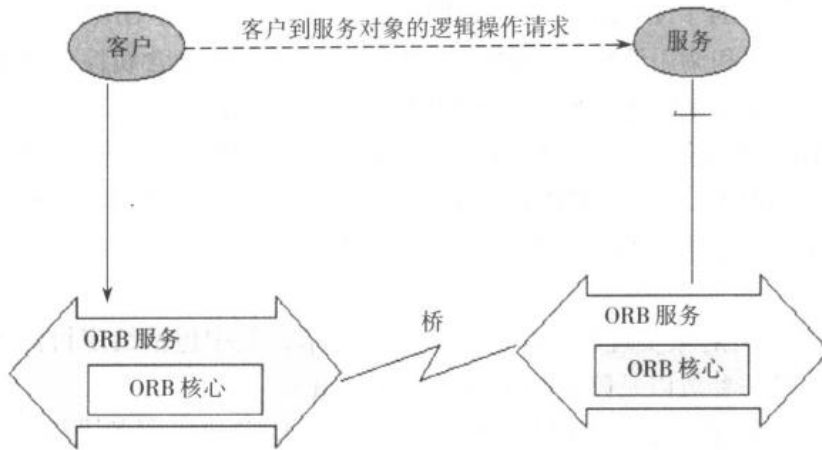 客户
客户到服务对象的逻辑操作请求
服务
桥
ORB 服务
ORB 核心
ORB 服务
ORB 核心